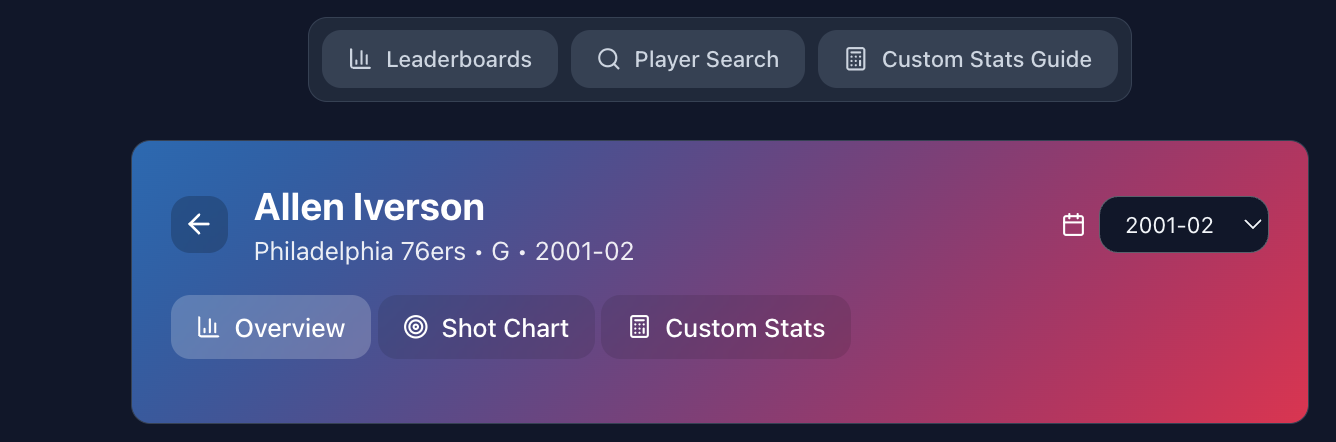 Leaderboards Player Search Custom Stats Guide
Allen Iverson
Philadelphia 76ers • G • 2001-02
2001-02
Overview Shot Chart Custom Stats